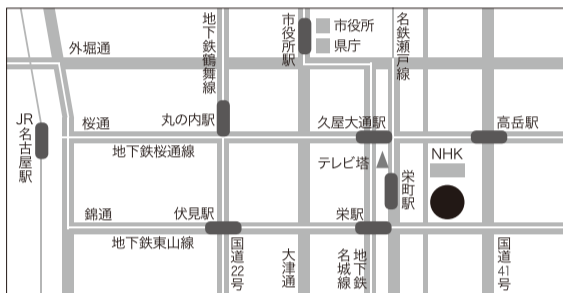 外堀通
地下鉄鶴舞線
市役所駅
市役所
県庁
名鉄瀬戸線
JR名古屋駅
桜通
丸の内駅
久屋大通駅
高岳駅
地下鉄桜通線
テレビ塔
NHK
栄町駅
錦通
伏見駅
栄駅
地下鉄東山線
国道22号
大津通
地下鉄
名城線
国道41号